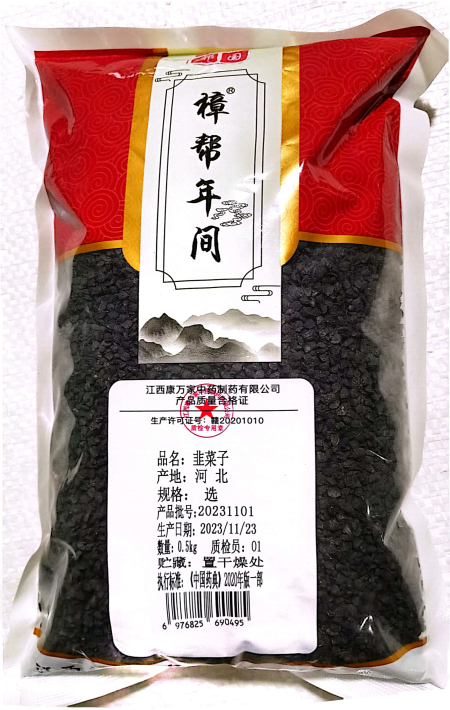 樟帮年间®
江西康万家中药制药有限公司
产品质量合格证
生产许可证号：赣20201010
质检专用章
品名：韭菜子
产地：河 北
规格： 选
产品批号:20231101
生产日期:2023/11/23
数量：0.5kg 质检员：01
贮藏：置干燥处
执行标准：《中国药典》2020年版一部
6 976825 690495